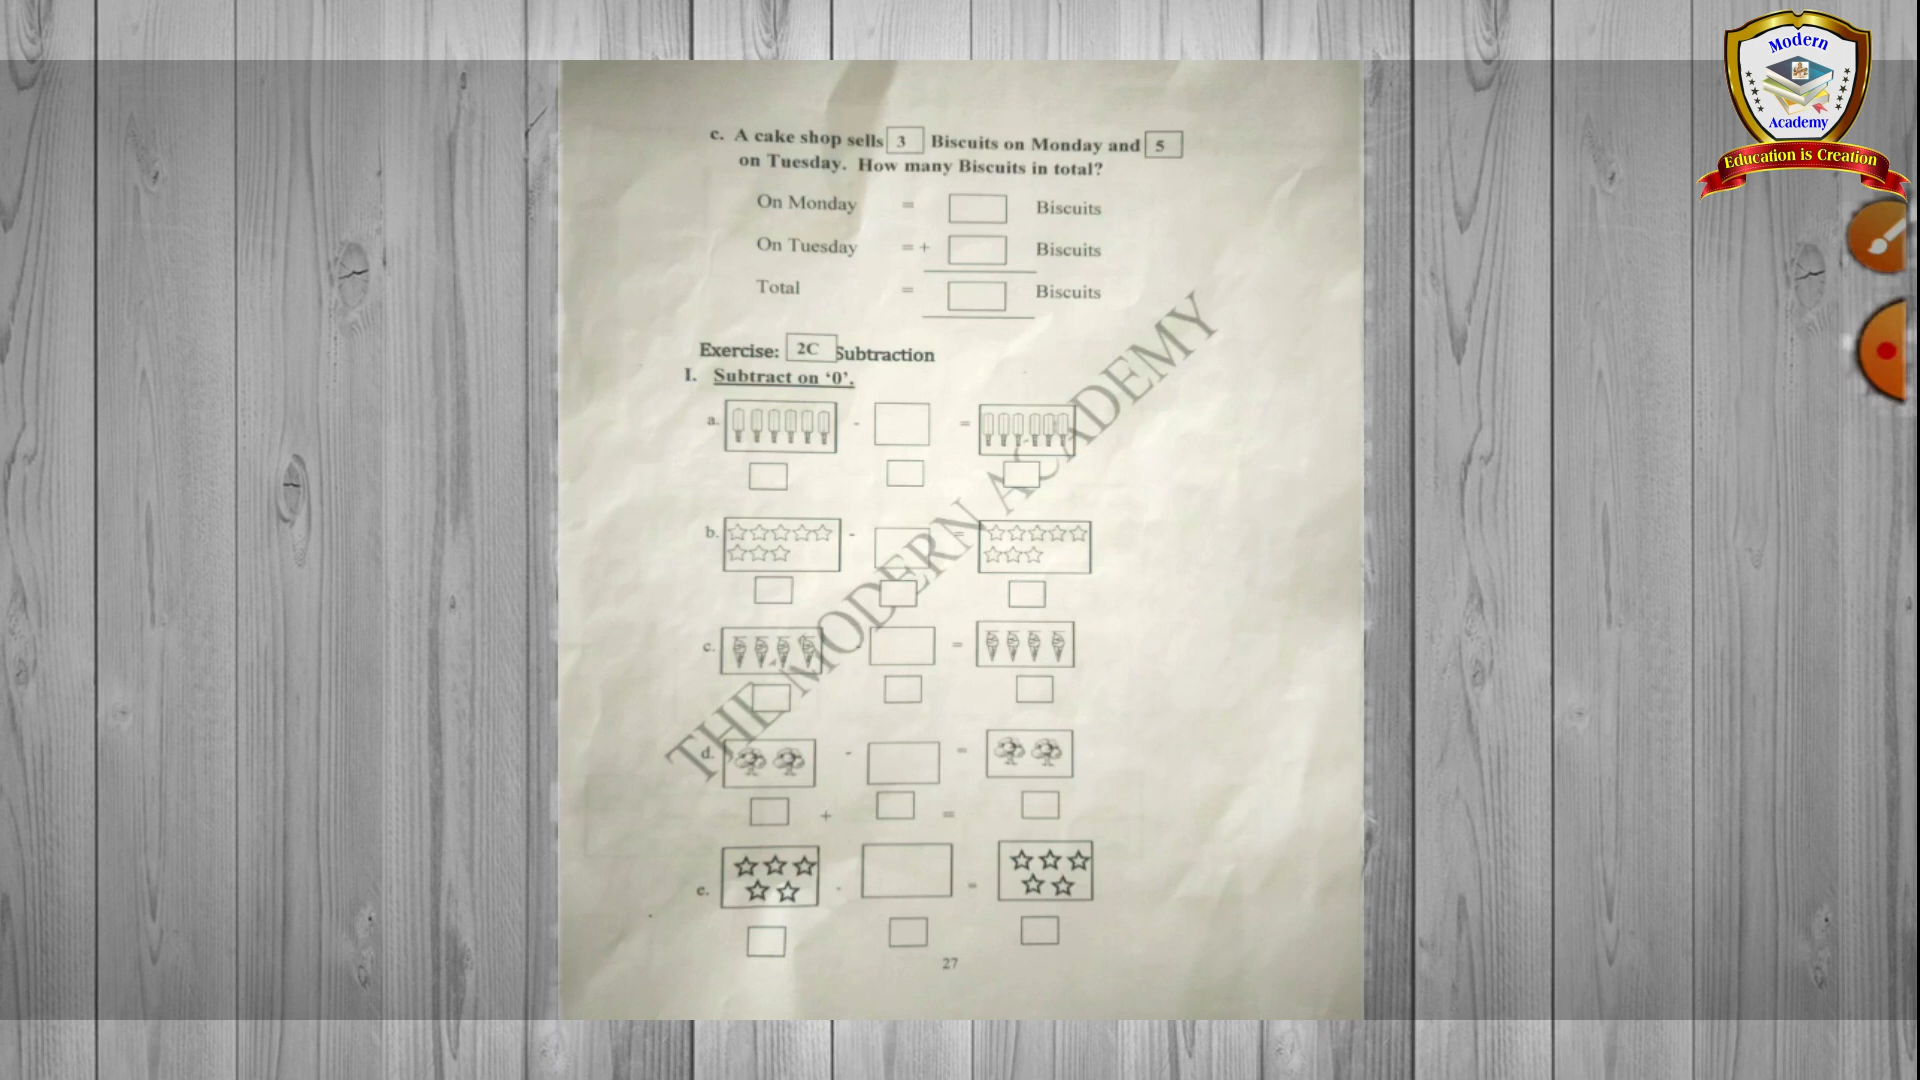 Modern
Academy
Education is Creation
c. A cake shop sells 3 Biscuits on Monday and 5
on Tuesday. How many Biscuits in total?
On Monday = Biscuits
On Tuesday = + Biscuits
Total = Biscuits
Exercise: 2C Subtraction
I. Subtract on ‘0’.
a. - =
b. - =
c. - =
d. - =
+ =
e. - =
27
THE MODERN ACADEMY